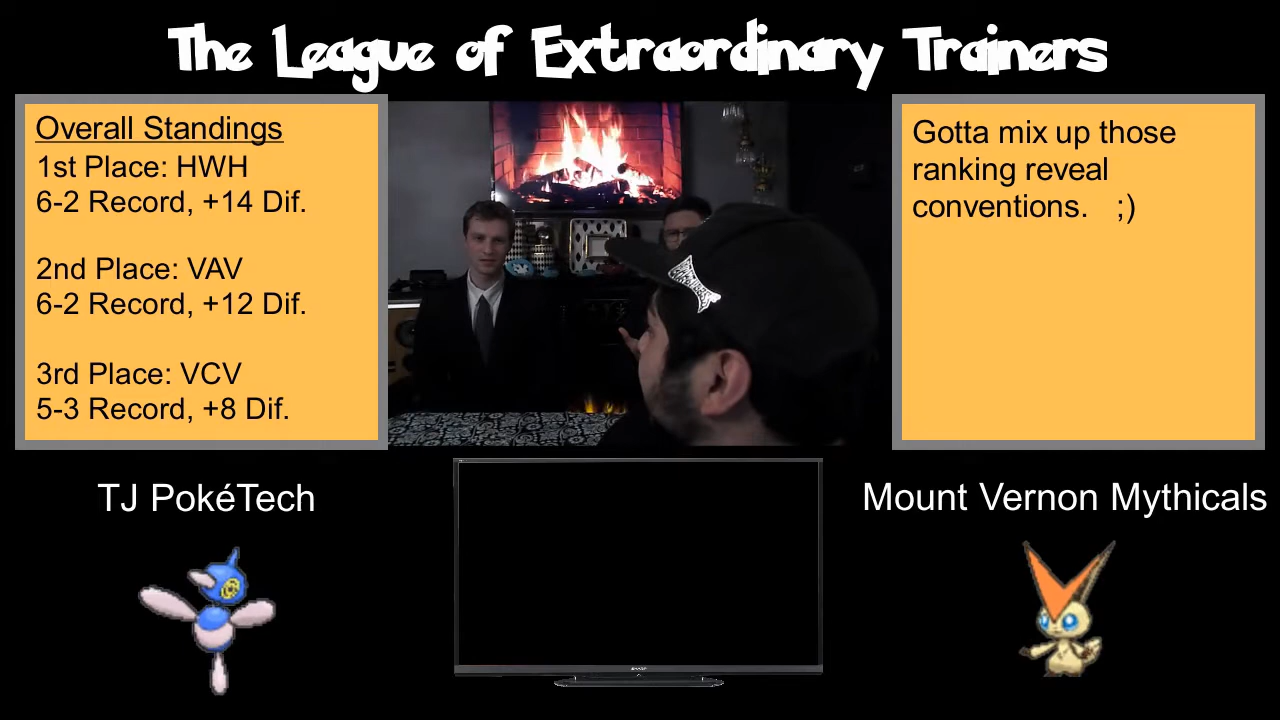 The League of Extraordinary Trainers
Overall Standings
1st Place: HWH
6-2 Record, +14 Dif.
2nd Place: VAV
6-2 Record, +12 Dif.
3rd Place: VCV
5-3 Record, +8 Dif.
Gotta mix up those
ranking reveal
conventions. ;)
TJ PokéTech
Mount Vernon Mythicals
SHARP